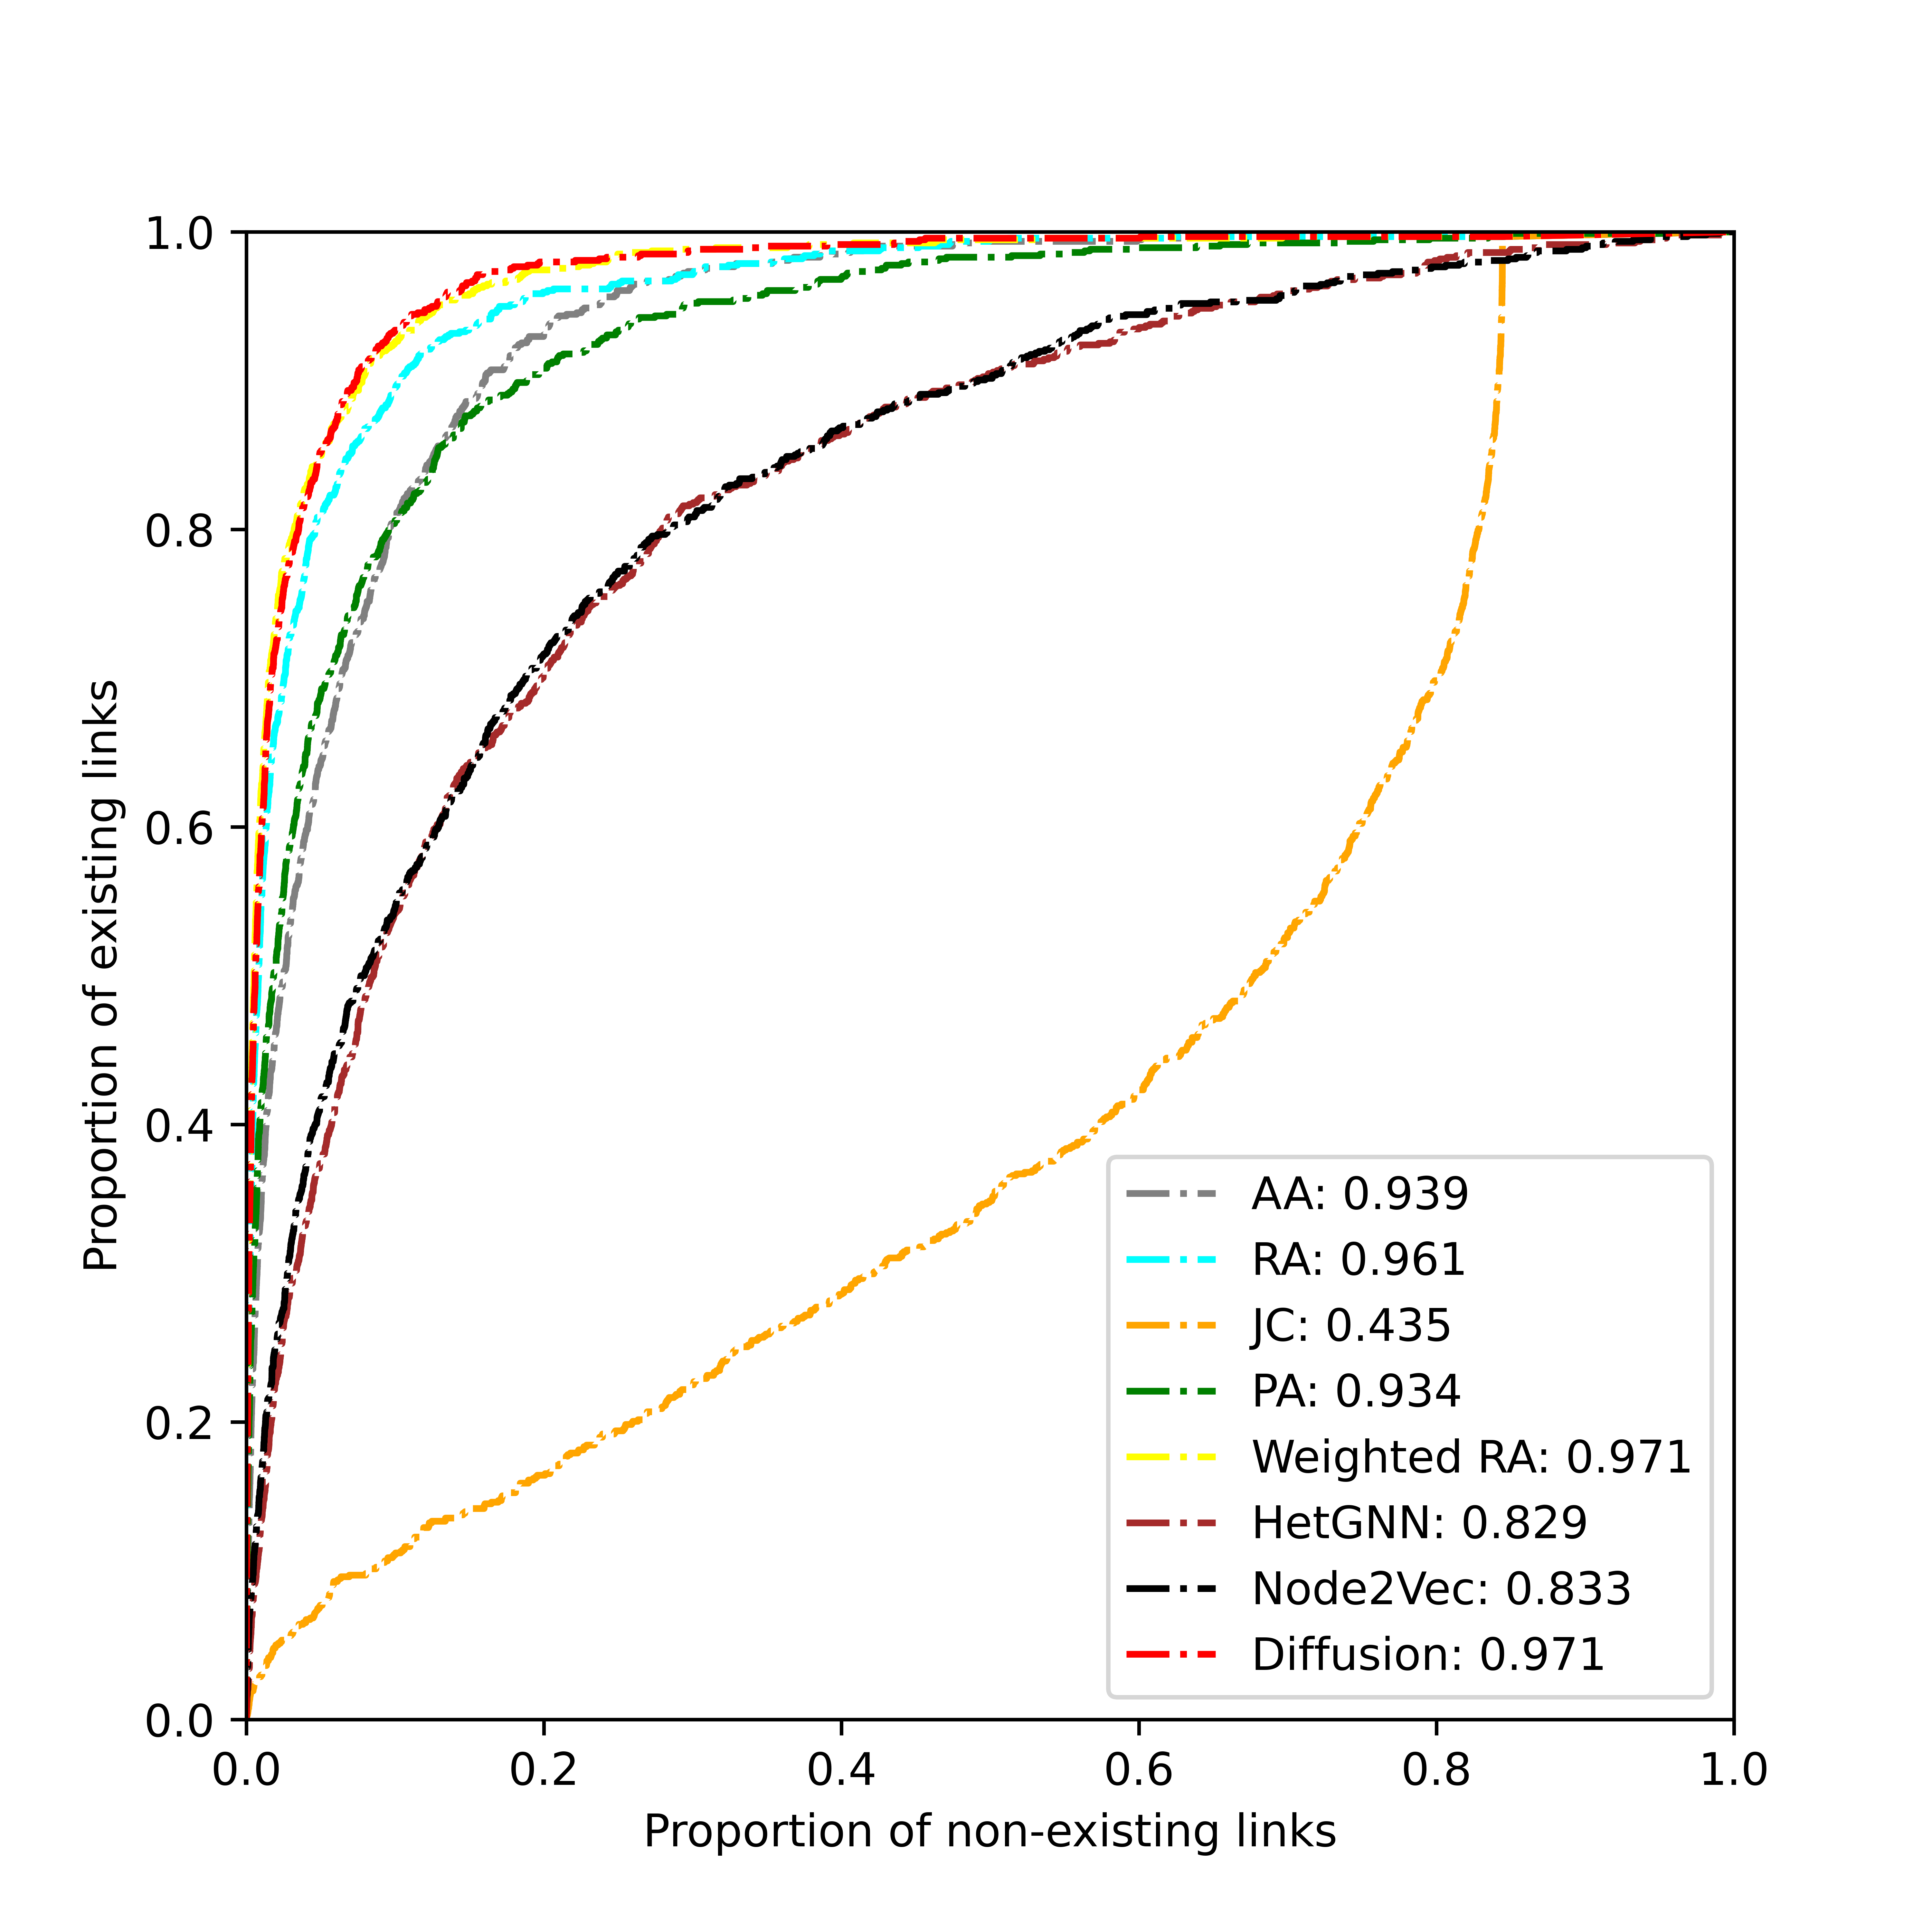 1.0
0.8
0.6
0.4
0.2
0.0
Proportion of existing links
AA: 0.939
RA: 0.961
JC: 0.435
PA: 0.934
Weighted RA: 0.971
HetGNN: 0.829
Node2Vec: 0.833
Diffusion: 0.971
0.0 0.2 0.4 0.6 0.8 1.0
Proportion of non-existing links